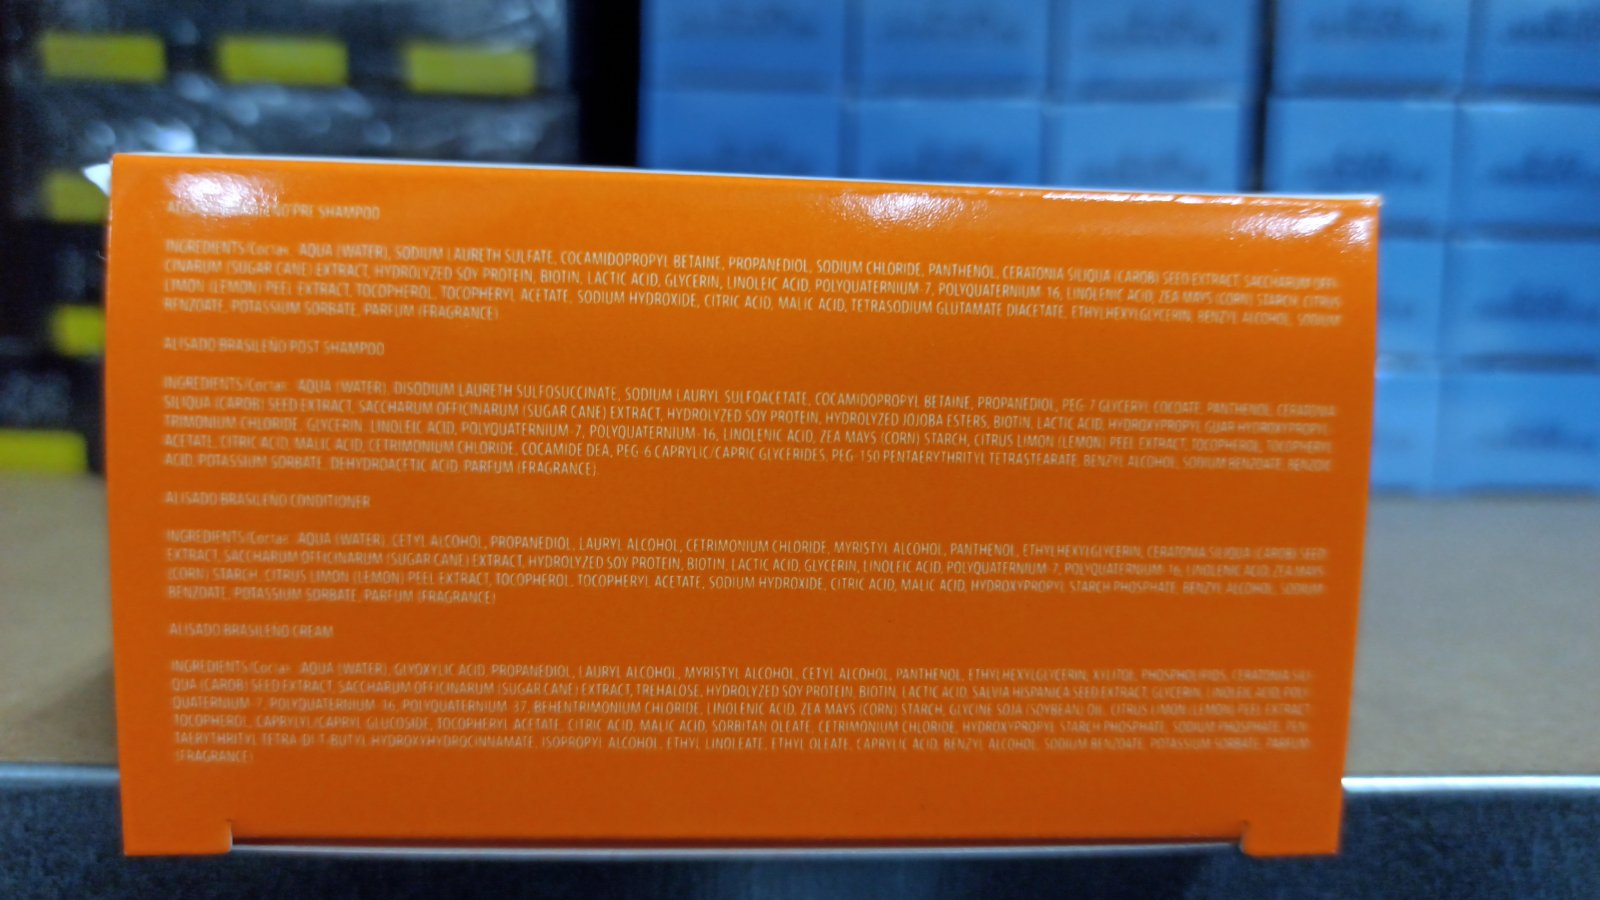 ALISADO BRASILEÑO PRE SHAMPOO
INGREDIENTS/Состав: AQUA (WATER), SODIUM LAURETH SULFATE, COCAMIDOPROPYL BETAINE, PROPANEDIOL, SODIUM CHLORIDE, PANTHENOL, CERATONIA SILIQUA (CAROB) SEED EXTRACT, SACCHARUM OFFI-
CINARUM (SUGAR CANE) EXTRACT, HYDROLYZED SOY PROTEIN, BIOTIN, LACTIC ACID, GLYCERIN, LINOLEIC ACID, POLYQUATERNIUM-7, POLYQUATERNIUM-16, LINOLENIC ACID, ZEA MAYS (CORN) STARCH, CITRUS
LIMON (LEMON) PEEL EXTRACT, TOCOPHEROL, TOCOPHERYL ACETATE, SODIUM HYDROXIDE, CITRIC ACID, MALIC ACID, TETRASODIUM GLUTAMATE DIACETATE, ETHYLHEXYLGLYCERIN, BENZYL ALCOHOL, SODIUM
BENZOATE, POTASSIUM SORBATE, PARFUM (FRAGRANCE).
ALISADO BRASILEÑO POST SHAMPOO
INGREDIENTS/Состав: AQUA (WATER), DISODIUM LAURETH SULFOSUCCINATE, SODIUM LAURYL SULFOACETATE, COCAMIDOPROPYL BETAINE, PROPANEDIOL, PEG-7 GLYCERYL COCOATE, PANTHENOL, CERATONIA
SILIQUA (CAROB) SEED EXTRACT, SACCHARUM OFFICINARUM (SUGAR CANE) EXTRACT, HYDROLYZED SOY PROTEIN, HYDROLYZED JOJOBA ESTERS, BIOTIN, LACTIC ACID, HYDROXYPROPYL GUAR HYDROXYPROPYL-
TRIMONIUM CHLORIDE, GLYCERIN, LINOLEIC ACID, POLYQUATERNIUM-7, POLYQUATERNIUM-16, LINOLENIC ACID, ZEA MAYS (CORN) STARCH, CITRUS LIMON (LEMON) PEEL EXTRACT, TOCOPHEROL, TOCOPHERYL
ACETATE, CITRIC ACID, MALIC ACID, CETRIMONIUM CHLORIDE, COCAMIDE DEA, PEG-6 CAPRYLIC/CAPRIC GLYCERIDES, PEG-150 PENTAERYTHRITYL TETRASTEARATE, BENZYL ALCOHOL, SODIUM BENZOATE, BENZOIC
ACID, POTASSIUM SORBATE, DEHYDROACETIC ACID, PARFUM (FRAGRANCE).
ALISADO BRASILEÑO CONDITIONER
INGREDIENTS/Состав: AQUA (WATER), CETYL ALCOHOL, PROPANEDIOL, LAURYL ALCOHOL, CETRIMONIUM CHLORIDE, MYRISTYL ALCOHOL, PANTHENOL, ETHYLHEXYLGLYCERIN, CERATONIA SILIQUA (CAROB) SEED
EXTRACT, SACCHARUM OFFICINARUM (SUGAR CANE) EXTRACT, HYDROLYZED SOY PROTEIN, BIOTIN, LACTIC ACID, GLYCERIN, LINOLEIC ACID, POLYQUATERNIUM-7, POLYQUATERNIUM-16, LINOLENIC ACID, ZEA MAYS
(CORN) STARCH, CITRUS LIMON (LEMON) PEEL EXTRACT, TOCOPHEROL, TOCOPHERYL ACETATE, SODIUM HYDROXIDE, CITRIC ACID, MALIC ACID, HYDROXYPROPYL STARCH PHOSPHATE, BENZYL ALCOHOL, SODIUM
BENZOATE, POTASSIUM SORBATE, PARFUM (FRAGRANCE)
ALISADO BRASILEÑO CREAM
INGREDIENTS/Состав: AQUA (WATER), GLYOXYLIC ACID, PROPANEDIOL, LAURYL ALCOHOL, MYRISTYL ALCOHOL, CETYL ALCOHOL, PANTHENOL, ETHYLHEXYLGLYCERIN, XYLITOL, PHOSPHOLIPIDS, CERATONIA SILI-
QUA (CAROB) SEED EXTRACT, SACCHARUM OFFICINARUM (SUGAR CANE) EXTRACT, TREHALOSE, HYDROLYZED SOY PROTEIN, BIOTIN, LACTIC ACID, SALVIA HISPANICA SEED EXTRACT, GLYCERIN, LINOLEIC ACID, POLY-
QUATERNIUM-7, POLYQUATERNIUM-16, POLYQUATERNIUM-37, BEHENTRIMONIUM CHLORIDE, LINOLENIC ACID, ZEA MAYS (CORN) STARCH, GLYCINE SOJA (SOYBEAN) OIL, CITRUS LIMON (LEMON) PEEL EXTRACT,
TOCOPHEROL, CAPRYLYL/CAPRYL GLUCOSIDE, TOCOPHERYL ACETATE, CITRIC ACID, MALIC ACID, SORBITAN OLEATE, CETRIMONIUM CHLORIDE, HYDROXYPROPYL STARCH PHOSPHATE, SODIUM PHOSPHATE, PEN-
TAERYTHRITYL TETRA-DI-T-BUTYL HYDROXYHYDROCINNAMATE, ISOPROPYL ALCOHOL, ETHYL LINOLEATE, ETHYL OLEATE, CAPRYLIC ACID, BENZYL ALCOHOL, SODIUM BENZOATE, POTASSIUM SORBATE, PARFUM
(FRAGRANCE)